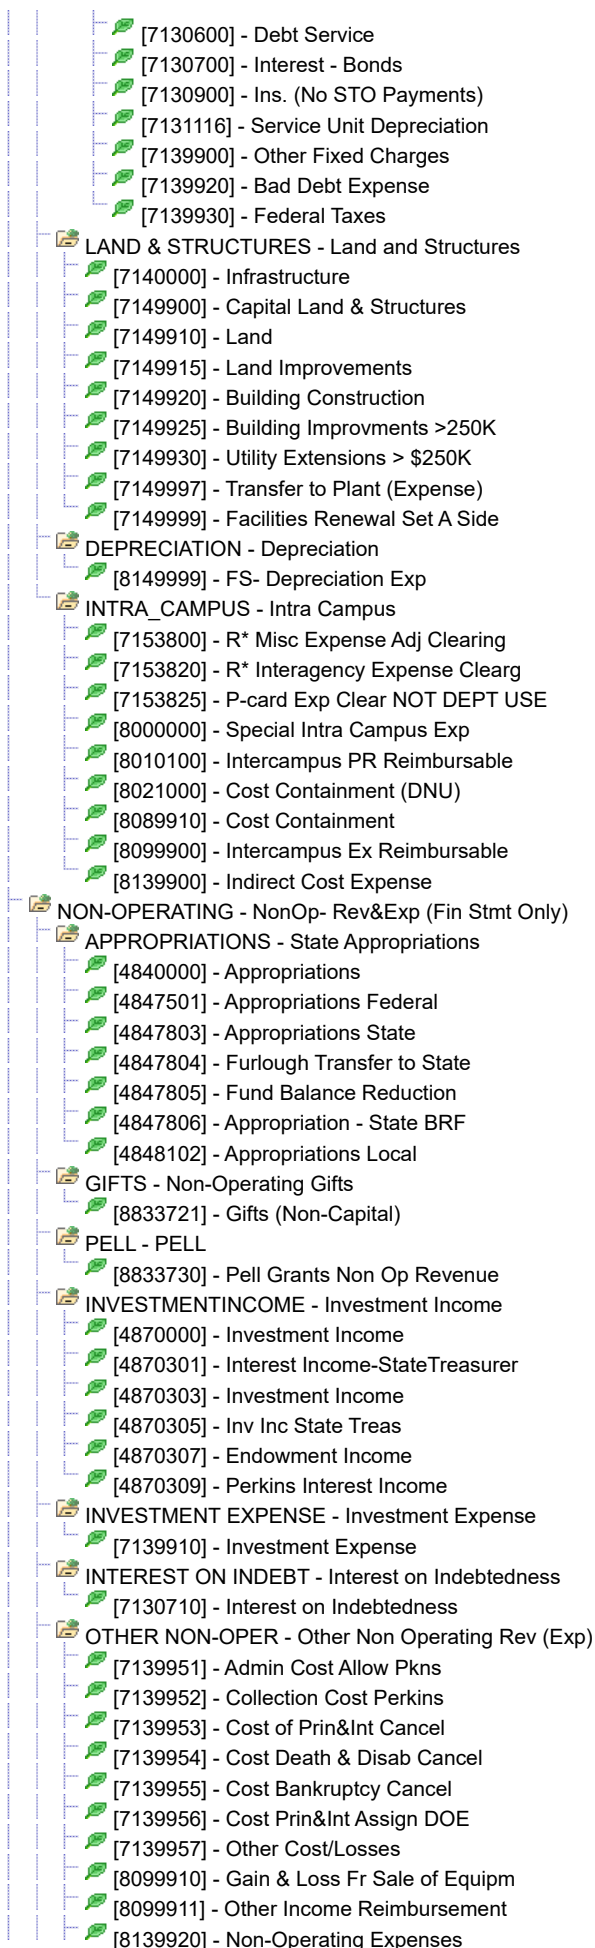 [7130600] - Debt Service
[7130700] - Interest - Bonds
[7130900] - Ins. (No STO Payments)
[7131116] - Service Unit Depreciation
[7139900] - Other Fixed Charges
[7139920] - Bad Debt Expense
[7139930] - Federal Taxes
LAND & STRUCTURES - Land and Structures
[7140000] - Infrastructure
[7149900] - Capital Land & Structures
[7149910] - Land
[7149915] - Land Improvements
[7149920] - Building Construction
[7149925] - Building Improvments >250K
[7149930] - Utility Extensions > $250K
[7149997] - Transfer to Plant (Expense)
[7149999] - Facilities Renewal Set A Side
DEPRECIATION - Depreciation
[8149999] - FS- Depreciation Exp
INTRA_CAMPUS - Intra Campus
[7153800] - R* Misc Expense Adj Clearing
[7153820] - R* Interagency Expense Clearg
[7153825] - P-card Exp Clear NOT DEPT USE
[8000000] - Special Intra Campus Exp
[8010100] - Intercampus PR Reimbursable
[8021000] - Cost Containment (DNU)
[8089910] - Cost Containment
[8099900] - Intercampus Ex Reimbursable
[8139900] - Indirect Cost Expense
NON-OPERATING - NonOp- Rev&Exp (Fin Stmt Only)
APPROPRIATIONS - State Appropriations
[4840000] - Appropriations
[4847501] - Appropriations Federal
[4847803] - Appropriations State
[4847804] - Furlough Transfer to State
[4847805] - Fund Balance Reduction
[4847806] - Appropriation - State BRF
[4848102] - Appropriations Local
GIFTS - Non-Operating Gifts
[8833721] - Gifts (Non-Capital)
PELL - PELL
[8833730] - Pell Grants Non Op Revenue
INVESTMENTINCOME - Investment Income
[4870000] - Investment Income
[4870301] - Interest Income-StateTreasurer
[4870303] - Investment Income
[4870305] - Inv Inc State Treas
[4870307] - Endowment Income
[4870309] - Perkins Interest Income
INVESTMENT EXPENSE - Investment Expense
[7139910] - Investment Expense
INTEREST ON INDEBT - Interest on Indebtedness
[7130710] - Interest on Indebtedness
OTHER NON-OPER - Other Non Operating Rev (Exp)
[7139951] - Admin Cost Allow Pkns
[7139952] - Collection Cost Perkins
[7139953] - Cost of Prin&Int Cancel
[7139954] - Cost Death & Disab Cancel
[7139955] - Cost Bankruptcy Cancel
[7139956] - Cost Prin&Int Assign DOE
[7139957] - Other Cost/Losses
[8099910] - Gain & Loss Fr Sale of Equipm
[8099911] - Other Income Reimbursement
[8139920] - Non-Operating Expenses